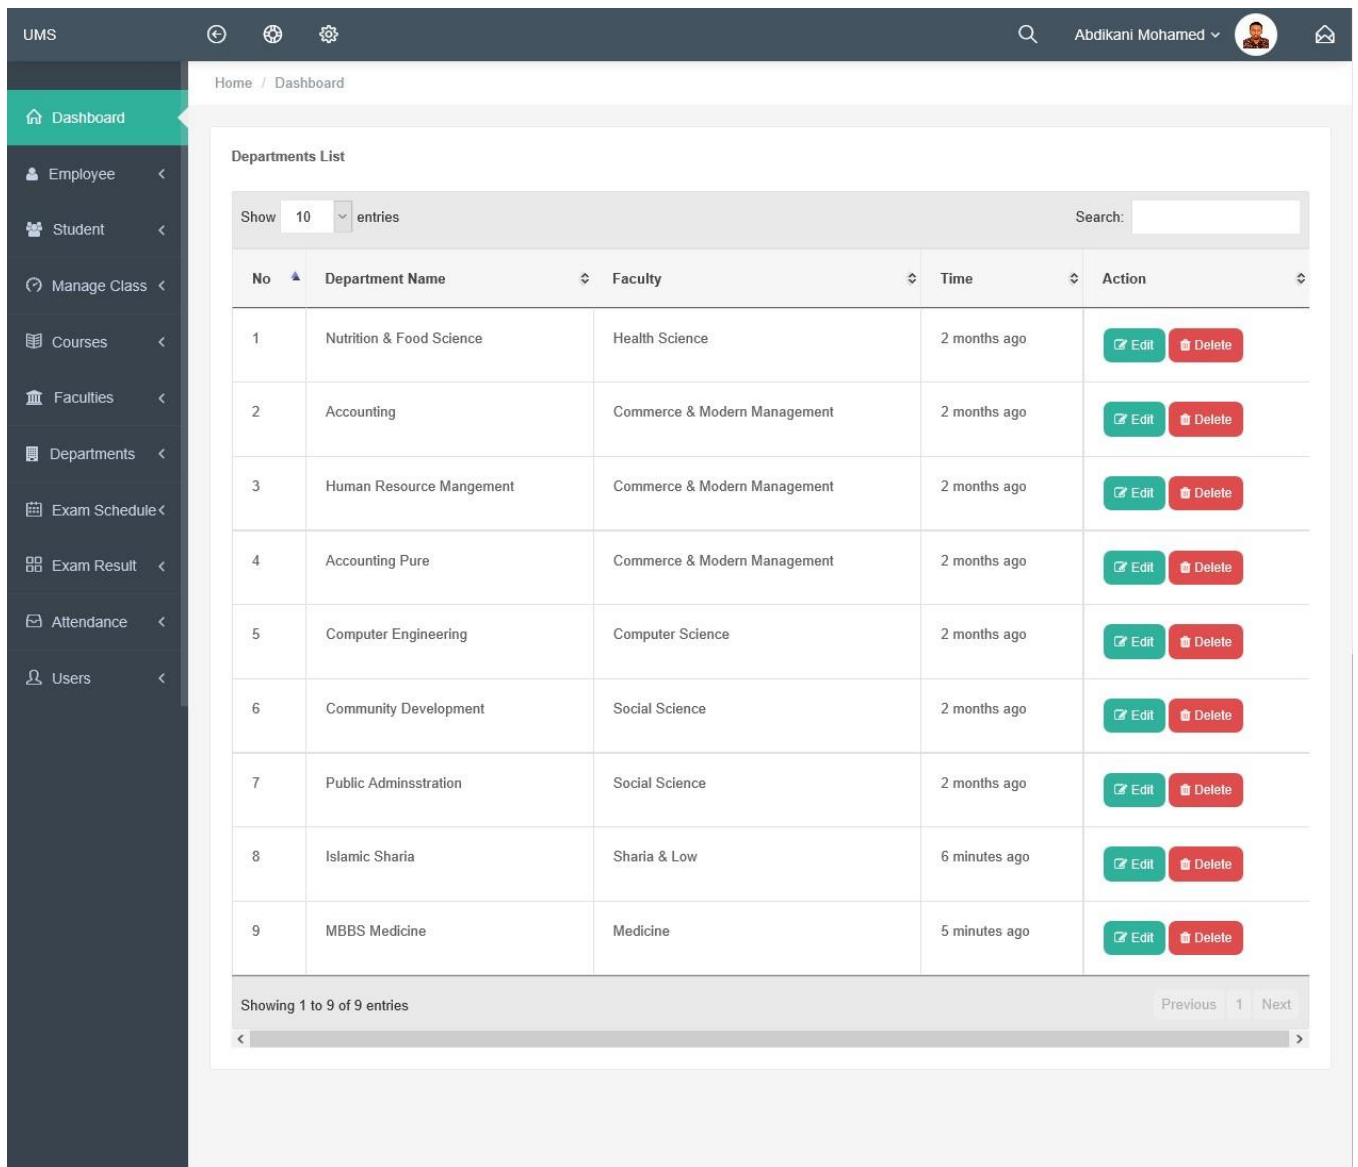 UMS
Abdikani Mohamed
Home / Dashboard
Dashboard
Employee
Student
Manage Class
Courses
Faculties
Departments
Exam Schedule
Exam Result
Attendance
Users
Departments List
Show 10 entries Search:
No Department Name Faculty Time Action
1 Nutrition & Food Science Health Science 2 months ago Edit Delete
2 Accounting Commerce & Modern Management 2 months ago Edit Delete
3 Human Resource Mangement Commerce & Modern Management 2 months ago Edit Delete
4 Accounting Pure Commerce & Modern Management 2 months ago Edit Delete
5 Computer Engineering Computer Science 2 months ago Edit Delete
6 Community Development Social Science 2 months ago Edit Delete
7 Public Adminsstration Social Science 2 months ago Edit Delete
8 Islamic Sharia Sharia & Low 6 minutes ago Edit Delete
9 MBBS Medicine Medicine 5 minutes ago Edit Delete
Showing 1 to 9 of 9 entries Previous 1 Next